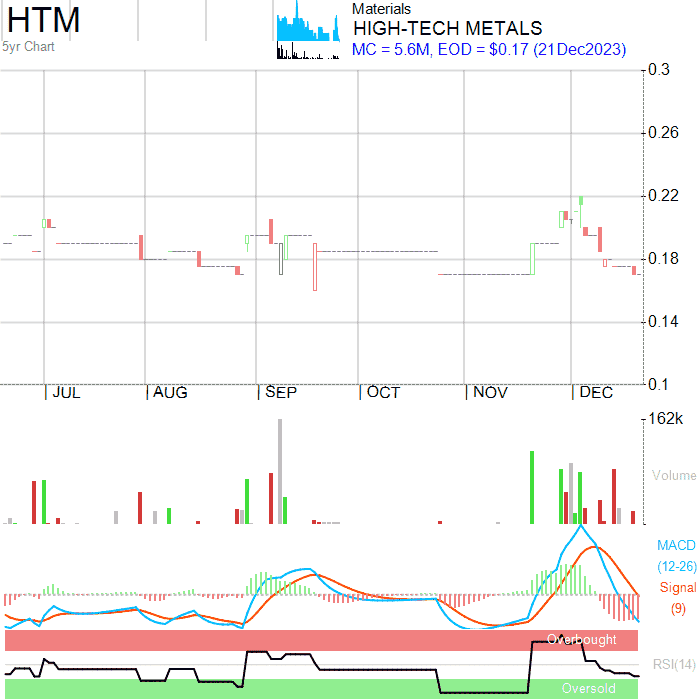 HTM
5yr Chart
Materials
HIGH-TECH METALS
MC = 5.6M, EOD = $0.17 (21Dec2023)
0.3
0.26
0.22
0.18
0.14
0.1
JUL AUG SEP OCT NOV DEC
162k
Volume
MACD
(12-26)
Signal
(9)
Overbought
RSI(14)
Oversold